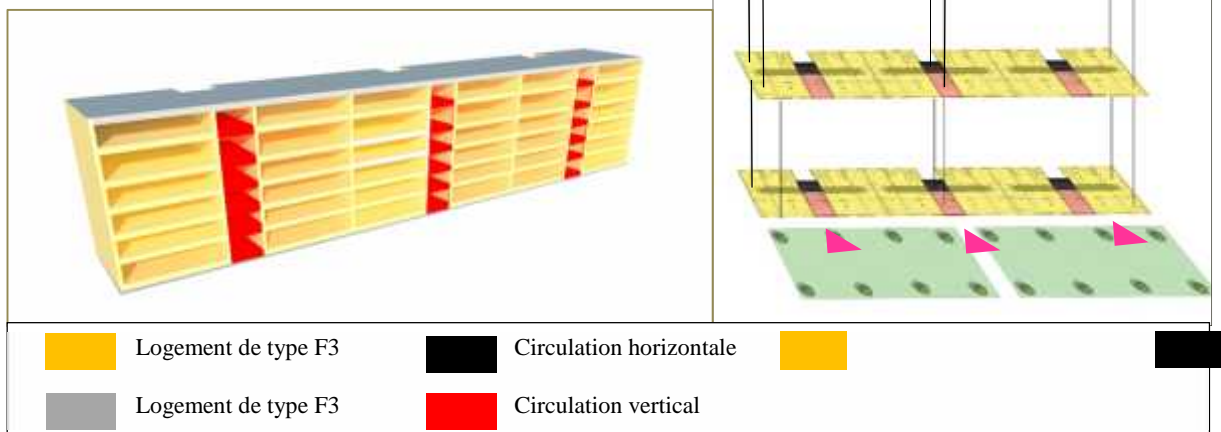 Logement de type F3 Circulation horizontale
Logement de type F3 Circulation vertical